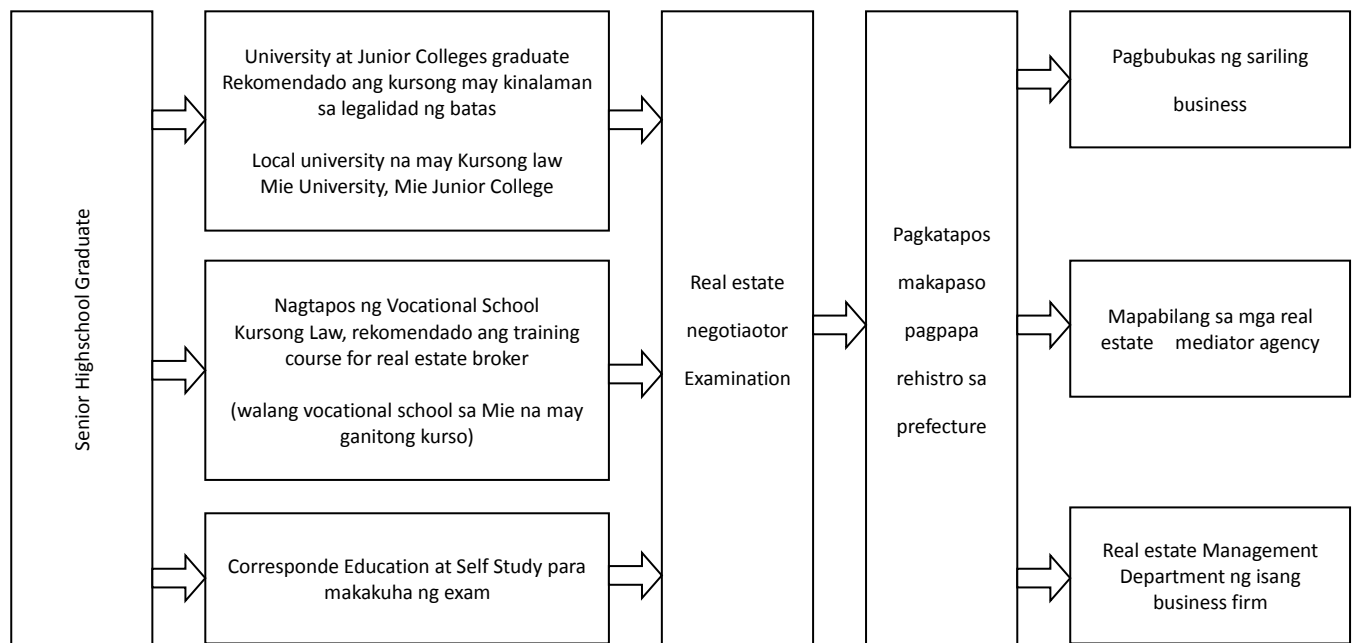 Senior Highschool Graduate
University at Junior Colleges graduate
Rekomendado ang kursong may kinalaman
sa legalidad ng batas
Local university na may Kursong law
Mie University, Mie Junior College
Nagtapos ng Vocational School
Kursong Law, rekomendado ang training
course for real estate broker
(walang vocational school sa Mie na may
ganitong kurso)
Corresponde Education at Self Study para
makakuha ng exam
Real estate
negotiaotor
Examination
Pagkatapos
makapaso
pagpapa
rehistro sa
prefecture
Pagbubukas ng sariling
business
Mapabilang sa mga real
estate mediator agency
Real estate Management
Department ng isang
business firm